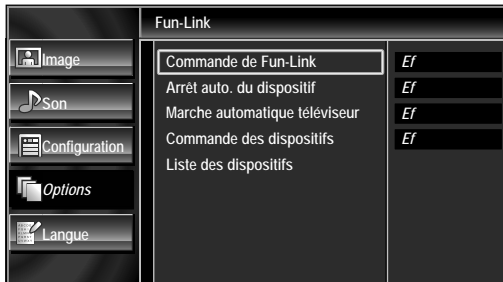 Fun-Link
Image
Son
Configuration
Options
Langue
Commande de Fun-Link Ef
Arrêt auto. du dispositif Ef
Marche automatique téléviseur Ef
Commande des dispositifs Ef
Liste des dispositifs